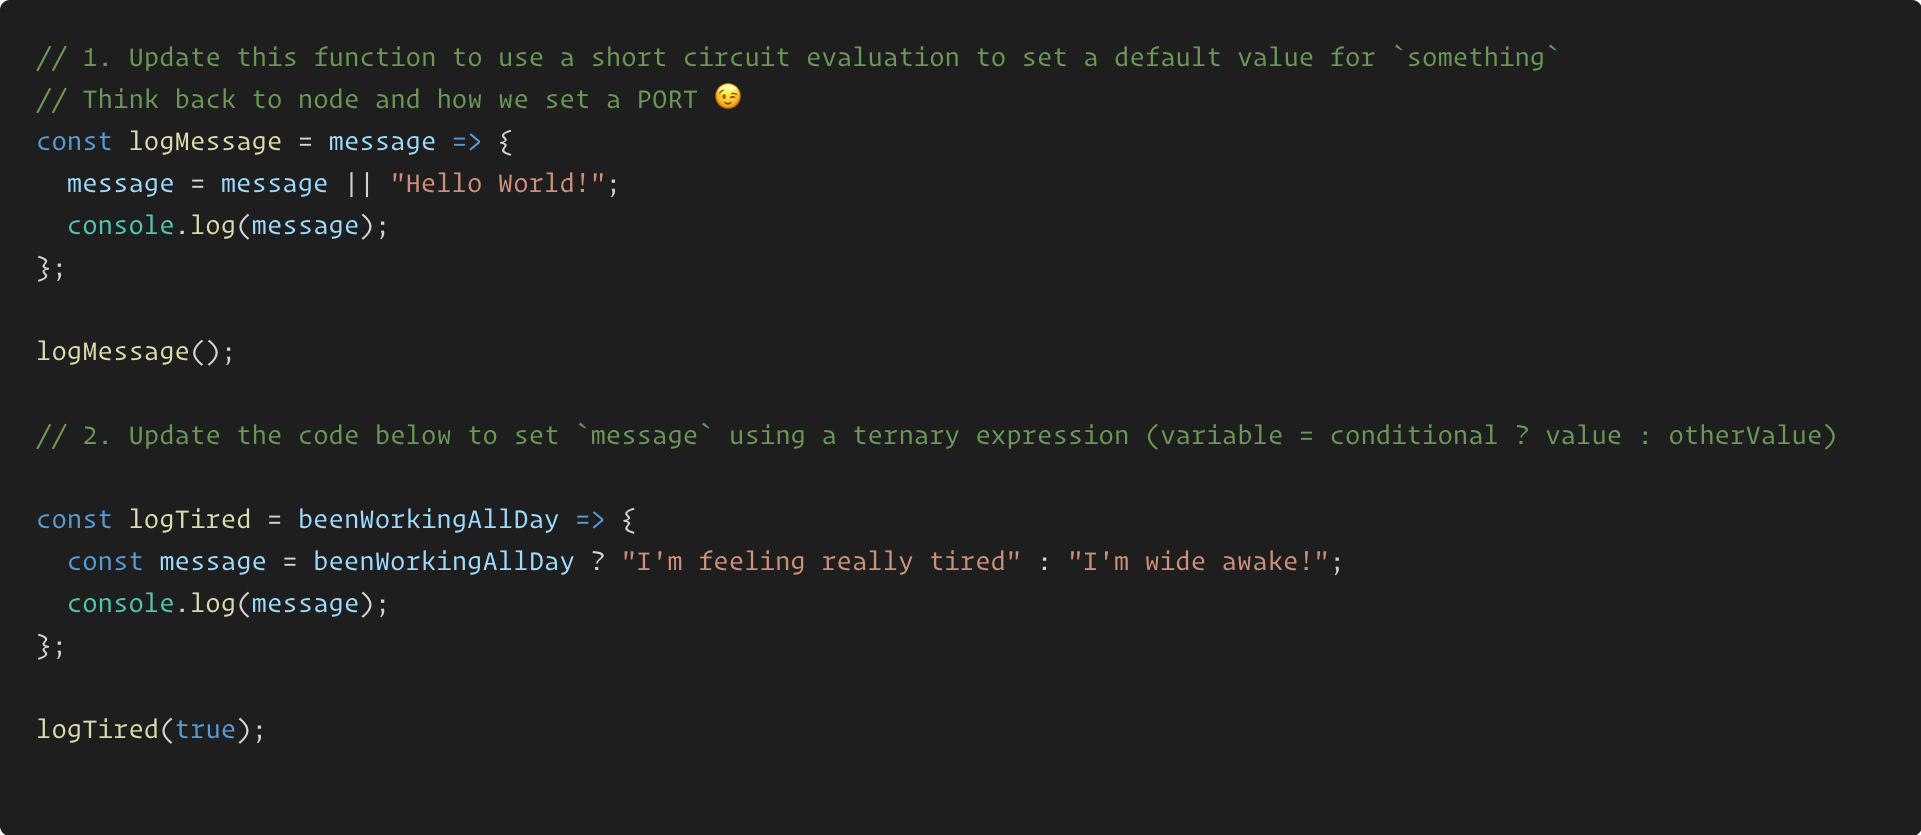 // 1. Update this function to use a short circuit evaluation to set a default value for `something`
// Think back to node and how we set a PORT 😉
const logMessage = message => {
  message = message || "Hello World!";
  console.log(message);
};

logMessage();

// 2. Update the code below to set `message` using a ternary expression (variable = conditional ? value : otherValue)

const logTired = beenWorkingAllDay => {
  const message = beenWorkingAllDay ? "I'm feeling really tired" : "I'm wide awake!";
  console.log(message);
};

logTired(true);